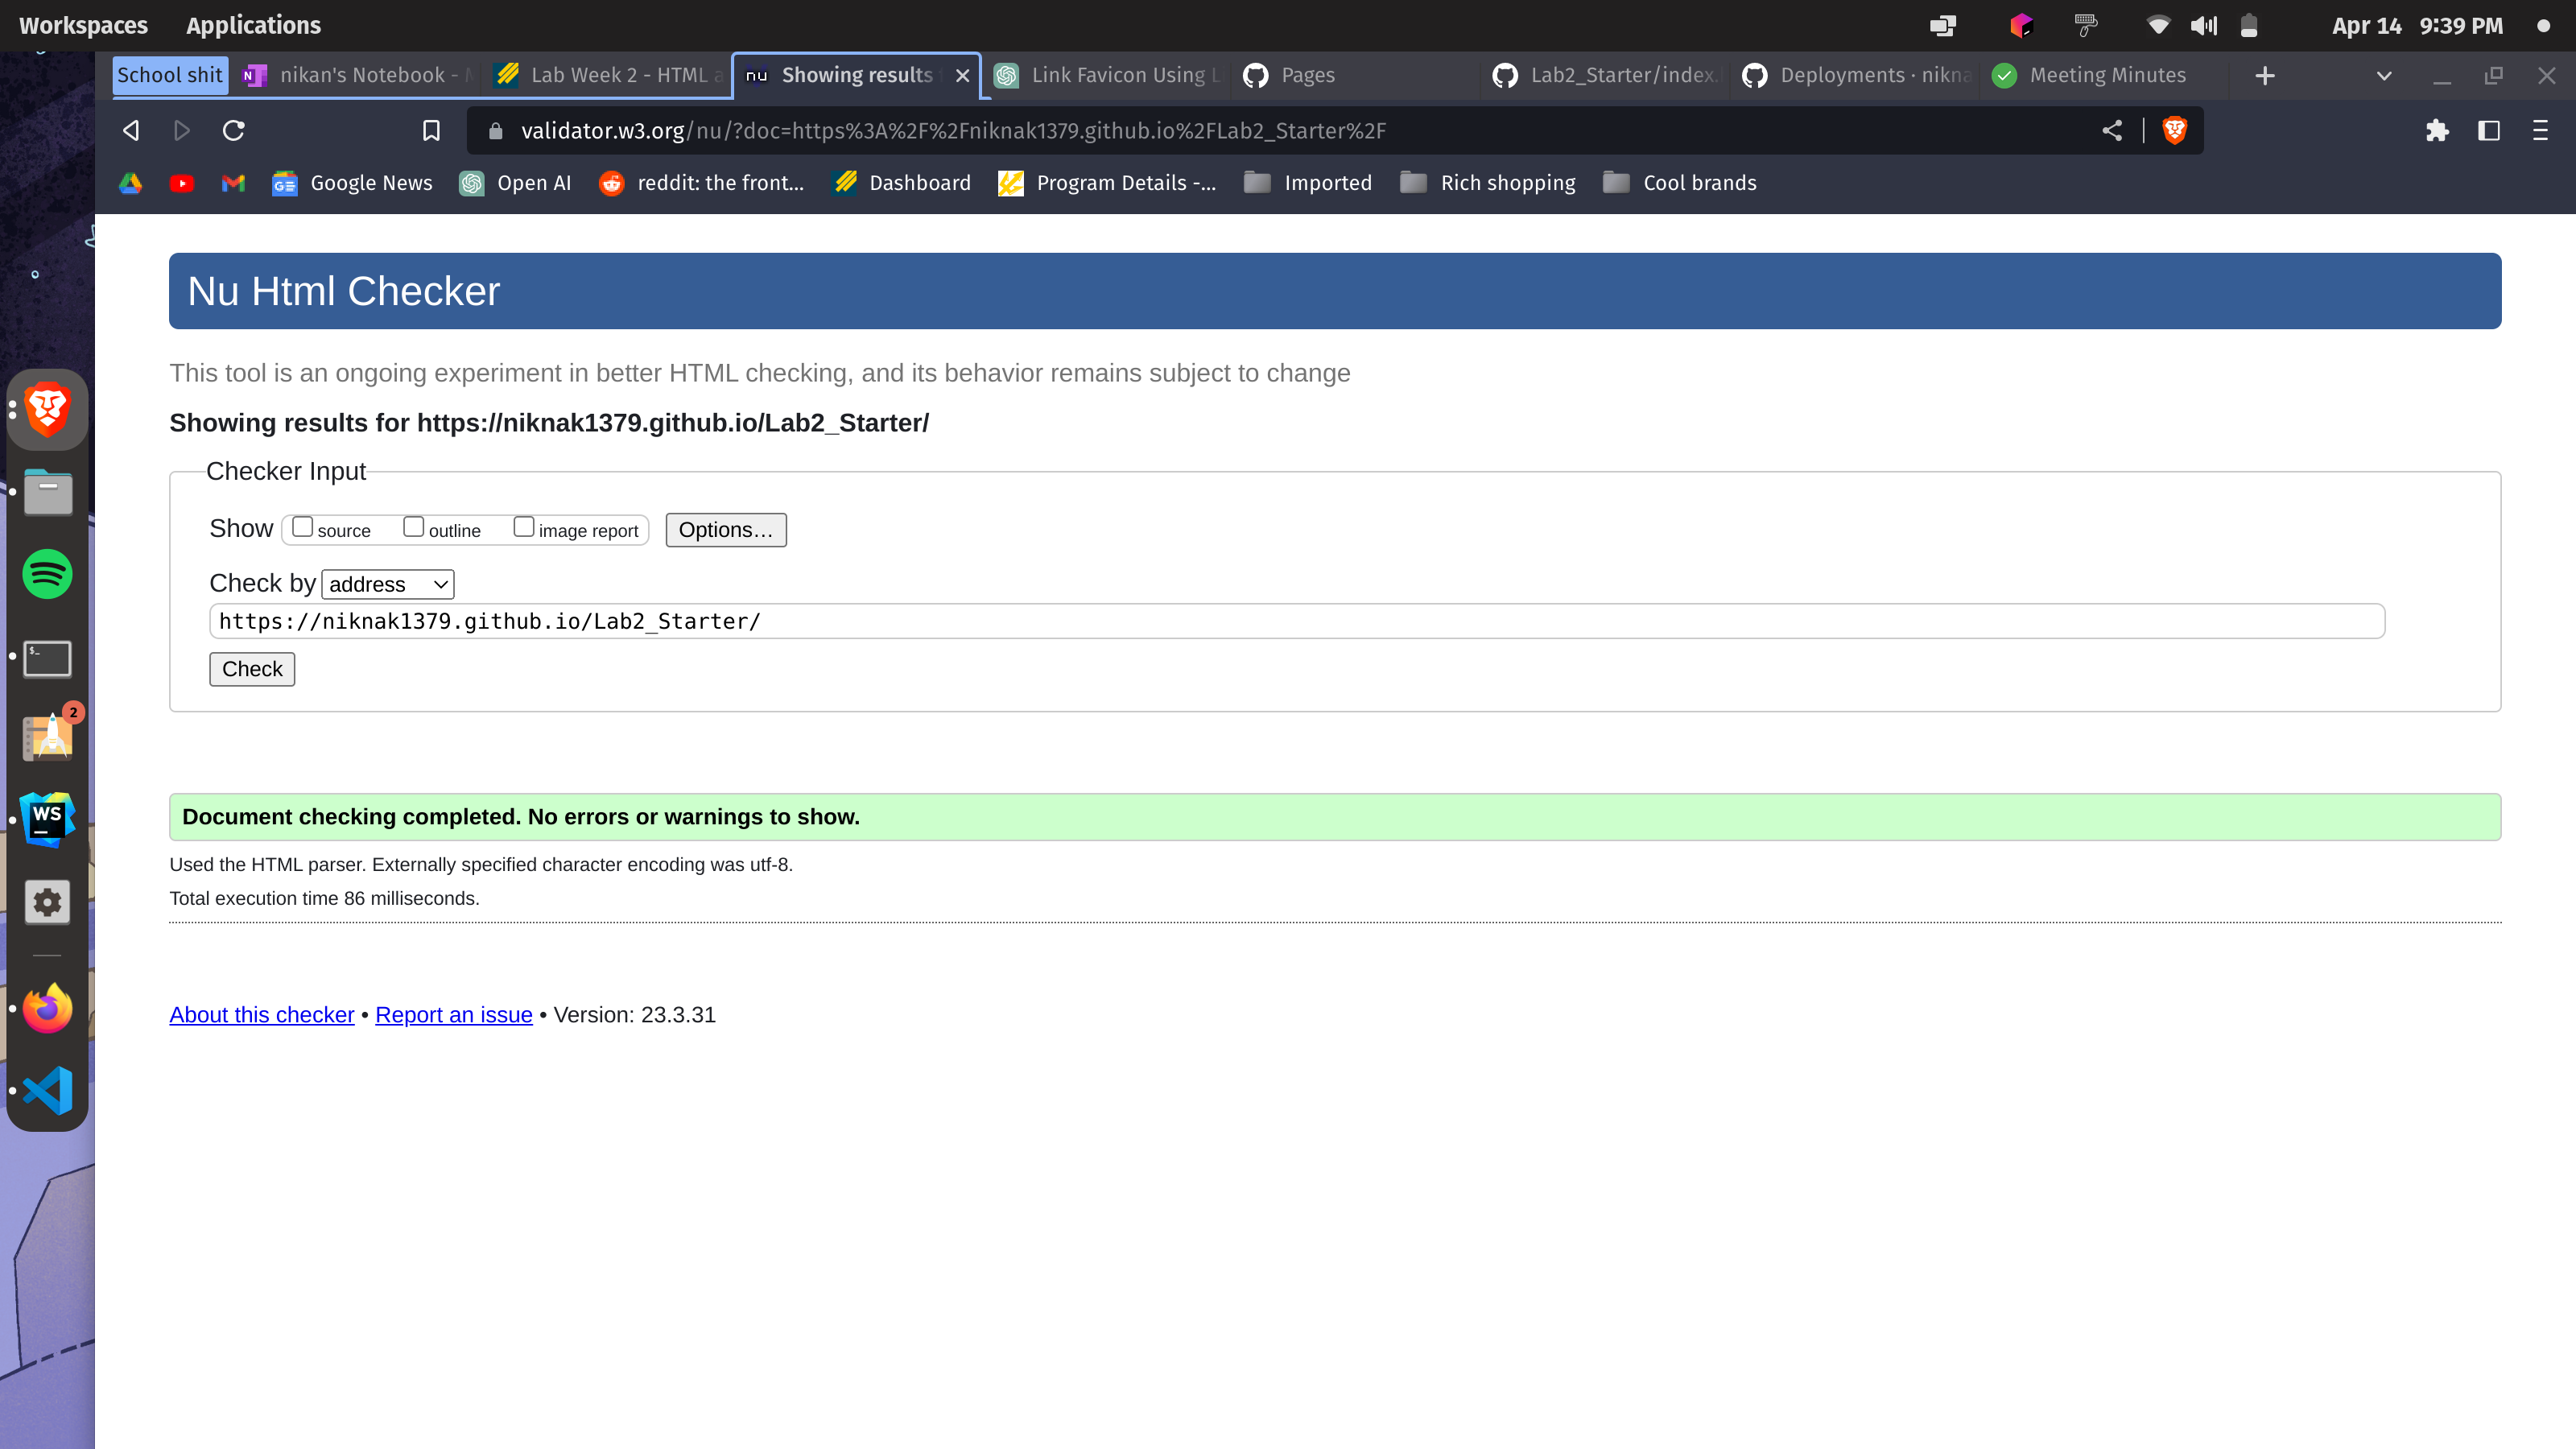 Workspaces Applications Apr 14 9:39 PM
School shit nikan's Notebook - Lab Week 2 - HTML a Showing results Link Favicon Using L Pages Lab2_Starter/index. Deployments · nikna Meeting Minutes
validator.w3.org/nu/?doc=https%3A%2F%2Fniknak1379.github.io%2FLab2_Starter%2F
Google News Open AI reddit: the front... Dashboard Program Details -... Imported Rich shopping Cool brands
Nu Html Checker
This tool is an ongoing experiment in better HTML checking, and its behavior remains subject to change
Showing results for https://niknak1379.github.io/Lab2_Starter/
Checker Input
Show source outline image report Options...
Check by address
https://niknak1379.github.io/Lab2_Starter/
Check
2
$_
WS
Document checking completed. No errors or warnings to show.
Used the HTML parser. Externally specified character encoding was utf-8.
Total execution time 86 milliseconds.
About this checker • Report an issue • Version: 23.3.31